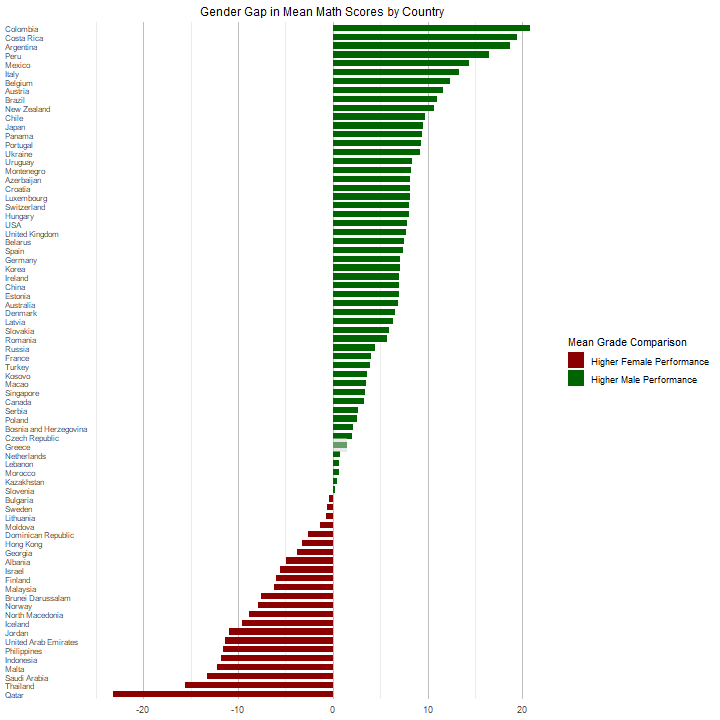 Gender Gap in Mean Math Scores by Country
Colombia
Costa Rica
Argentina
Peru
Mexico
Italy
Belgium
Austria
Brazil
New Zealand
Chile
Japan
Panama
Portugal
Ukraine
Uruguay
Montenegro
Azerbaijan
Croatia
Luxembourg
Switzerland
Hungary
USA
United Kingdom
Belarus
Spain
Germany
Korea
Ireland
China
Estonia
Australia
Denmark
Latvia
Slovakia
Romania
Russia
France
Turkey
Kosovo
Macao
Singapore
Canada
Serbia
Poland
Bosnia and Herzegovina
Czech Republic
Greece
Netherlands
Lebanon
Morocco
Kazakhstan
Slovenia
Bulgaria
Sweden
Lithuania
Moldova
Dominican Republic
Hong Kong
Georgia
Albania
Israel
Finland
Malaysia
Brunei Darussalam
Norway
North Macedonia
Iceland
Jordan
United Arab Emirates
Philippines
Indonesia
Malta
Saudi Arabia
Thailand
Qatar
-20 -10 0 10 20
Mean Grade Comparison
Higher Female Performance
Higher Male Performance